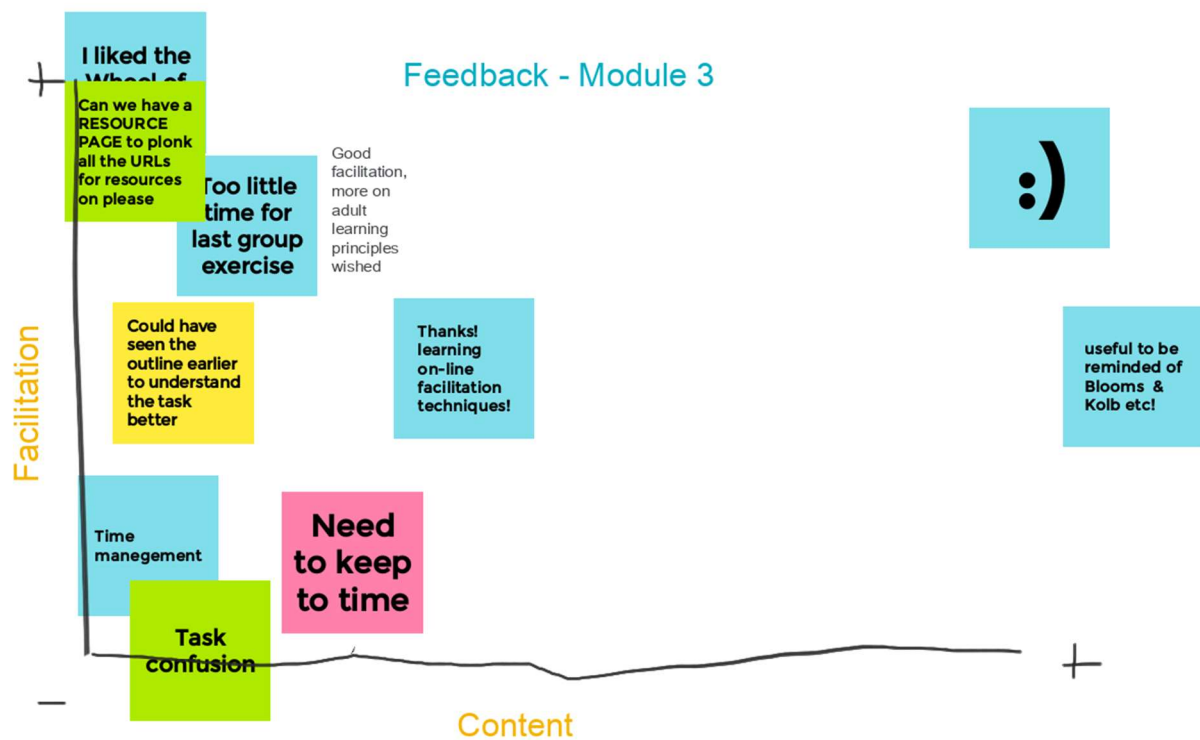 Feedback - Module 3
I liked the
Wheel of
Can we have a
RESOURCE
PAGE to plonk
all the URLs
for resources
on please
Too little
time for
last group
exercise
Good
facilitation,
more on
adult
learning
principles
wished
:)
Could have
seen the
outline earlier
to understand
the task
better
Thanks!
learning
on-line
facilitation
techniques!
useful to be
reminded of
Blooms &
Kolb etc!
Facilitation
Time
manegement
Need
to keep
to time
Task
confusion
Content
+
+
–